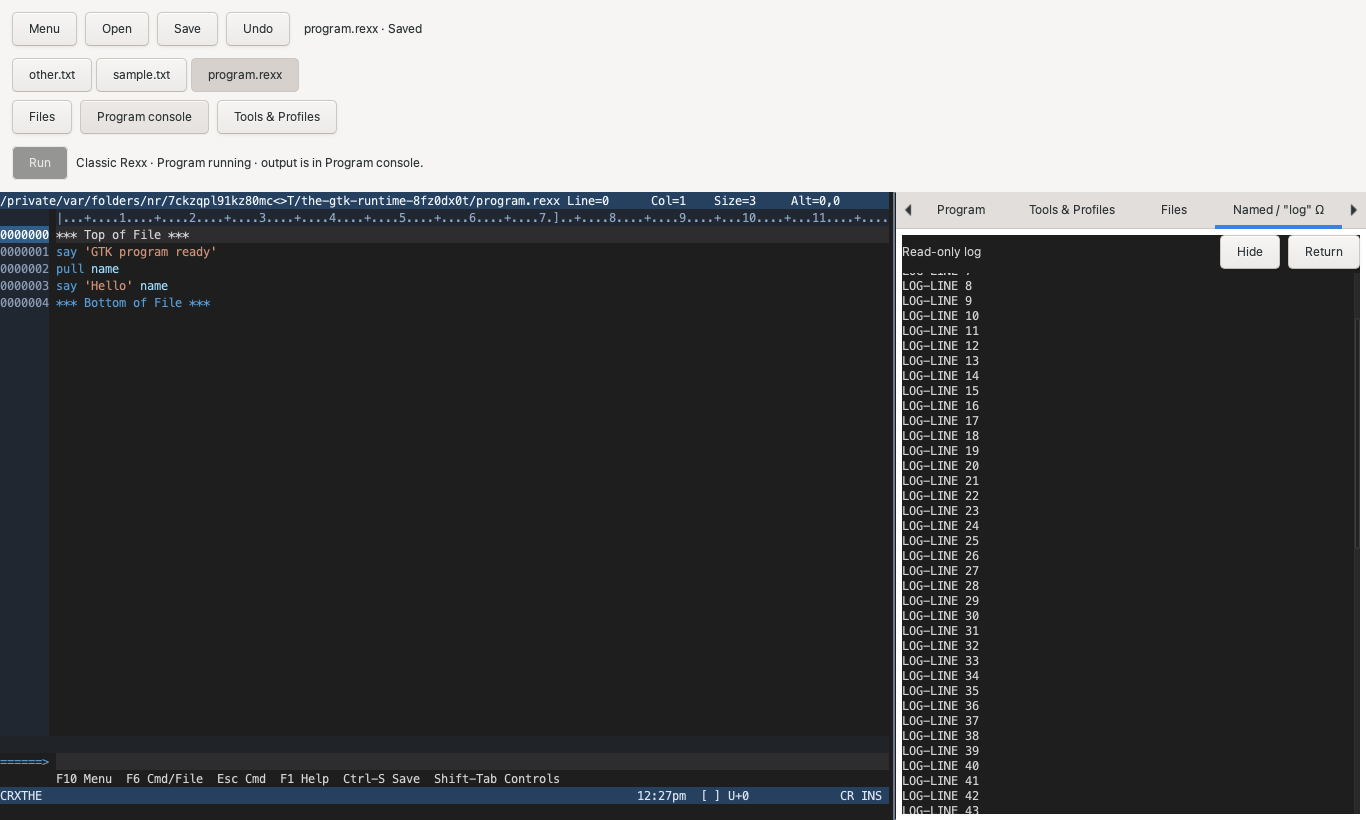 Menu Open Save Undo program.rexx · Saved
other.txt sample.txt program.rexx
Files Program console Tools & Profiles
Run Classic Rexx · Program running · output is in Program console.
/private/var/folders/nr/7ckzqpl91kz80mc<>T/the-gtk-runtime-8fz0dx0t/program.rexx Line=0 Col=1 Size=3 Alt=0,0
|...+....1....+....2....+....3....+....4....+....5....+....6....+....7.]..+....8....+....9....+...10....+...11....+....
0000000 *** Top of File ***
0000001 say 'GTK program ready'
0000002 pull name
0000003 say 'Hello' name
0000004 *** Bottom of File ***
======>
F10 Menu F6 Cmd/File Esc Cmd F1 Help Ctrl-S Save Shift-Tab Controls
CRXTHE 12:27pm [ ] U+0 CR INS
Program Tools & Profiles Files Named / "log" Ω
Read-only log Hide Return
LOG-LINE 7
LOG-LINE 8
LOG-LINE 9
LOG-LINE 10
LOG-LINE 11
LOG-LINE 12
LOG-LINE 13
LOG-LINE 14
LOG-LINE 15
LOG-LINE 16
LOG-LINE 17
LOG-LINE 18
LOG-LINE 19
LOG-LINE 20
LOG-LINE 21
LOG-LINE 22
LOG-LINE 23
LOG-LINE 24
LOG-LINE 25
LOG-LINE 26
LOG-LINE 27
LOG-LINE 28
LOG-LINE 29
LOG-LINE 30
LOG-LINE 31
LOG-LINE 32
LOG-LINE 33
LOG-LINE 34
LOG-LINE 35
LOG-LINE 36
LOG-LINE 37
LOG-LINE 38
LOG-LINE 39
LOG-LINE 40
LOG-LINE 41
LOG-LINE 42
LOG-LINE 43